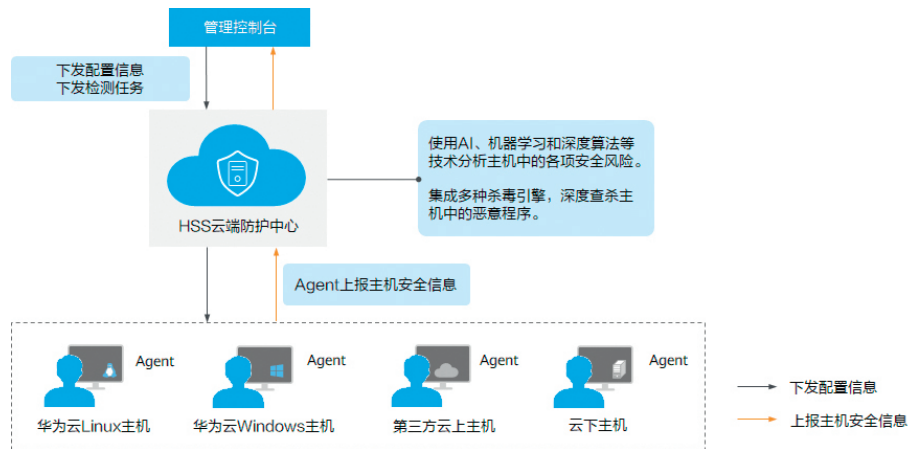 管理控制台
下发配置信息
下发检测任务
使用AI、机器学习和深度算法等
技术分析主机中的各项安全风险。
集成多种杀毒引擎，深度查杀主
机中的恶意程序。
HSS云端防护中心
Agent上报主机安全信息
Agent
Agent
Agent
Agent
华为云Linux主机
华为云Windows主机
第三方云上主机
云下主机
下发配置信息
上报主机安全信息